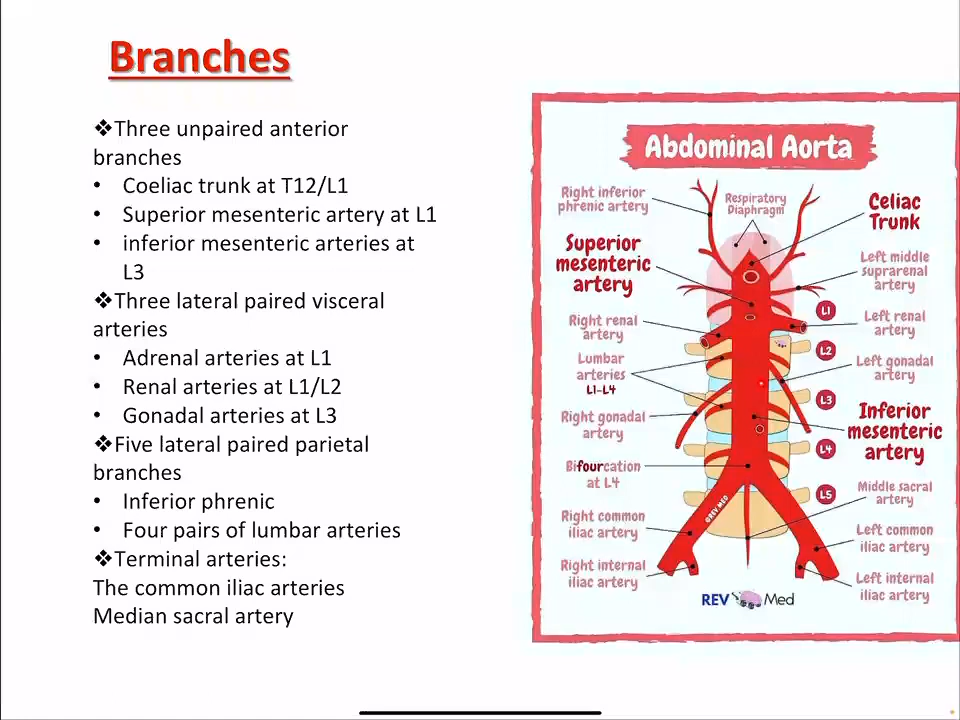 Branches
❖Three unpaired anterior
branches
• Coeliac trunk at T12/L1
• Superior mesenteric artery at L1
• inferior mesenteric arteries at
L3
❖Three lateral paired visceral
arteries
• Adrenal arteries at L1
• Renal arteries at L1/L2
• Gonadal arteries at L3
❖Five lateral paired parietal
branches
• Inferior phrenic
• Four pairs of lumbar arteries
❖Terminal arteries:
The common iliac arteries
Median sacral artery
Abdominal Aorta
Right inferior
phrenic artery
Respiratory
Diaphragm
Celiac
Trunk
Superior
mesenteric
artery
Left middle
suprarenal
artery
L1
Right renal
artery
Left renal
artery
L2
Lumbar
arteries
L1-L4
Left gonadal
artery
L3
Right gonadal
artery
Inferior
mesenteric
artery
L4
Bifourcation
at L4
Middle sacral
artery
L5
©REV MED
Right common
iliac artery
Left common
iliac artery
Right internal
iliac artery
Left internal
iliac artery
REV Med